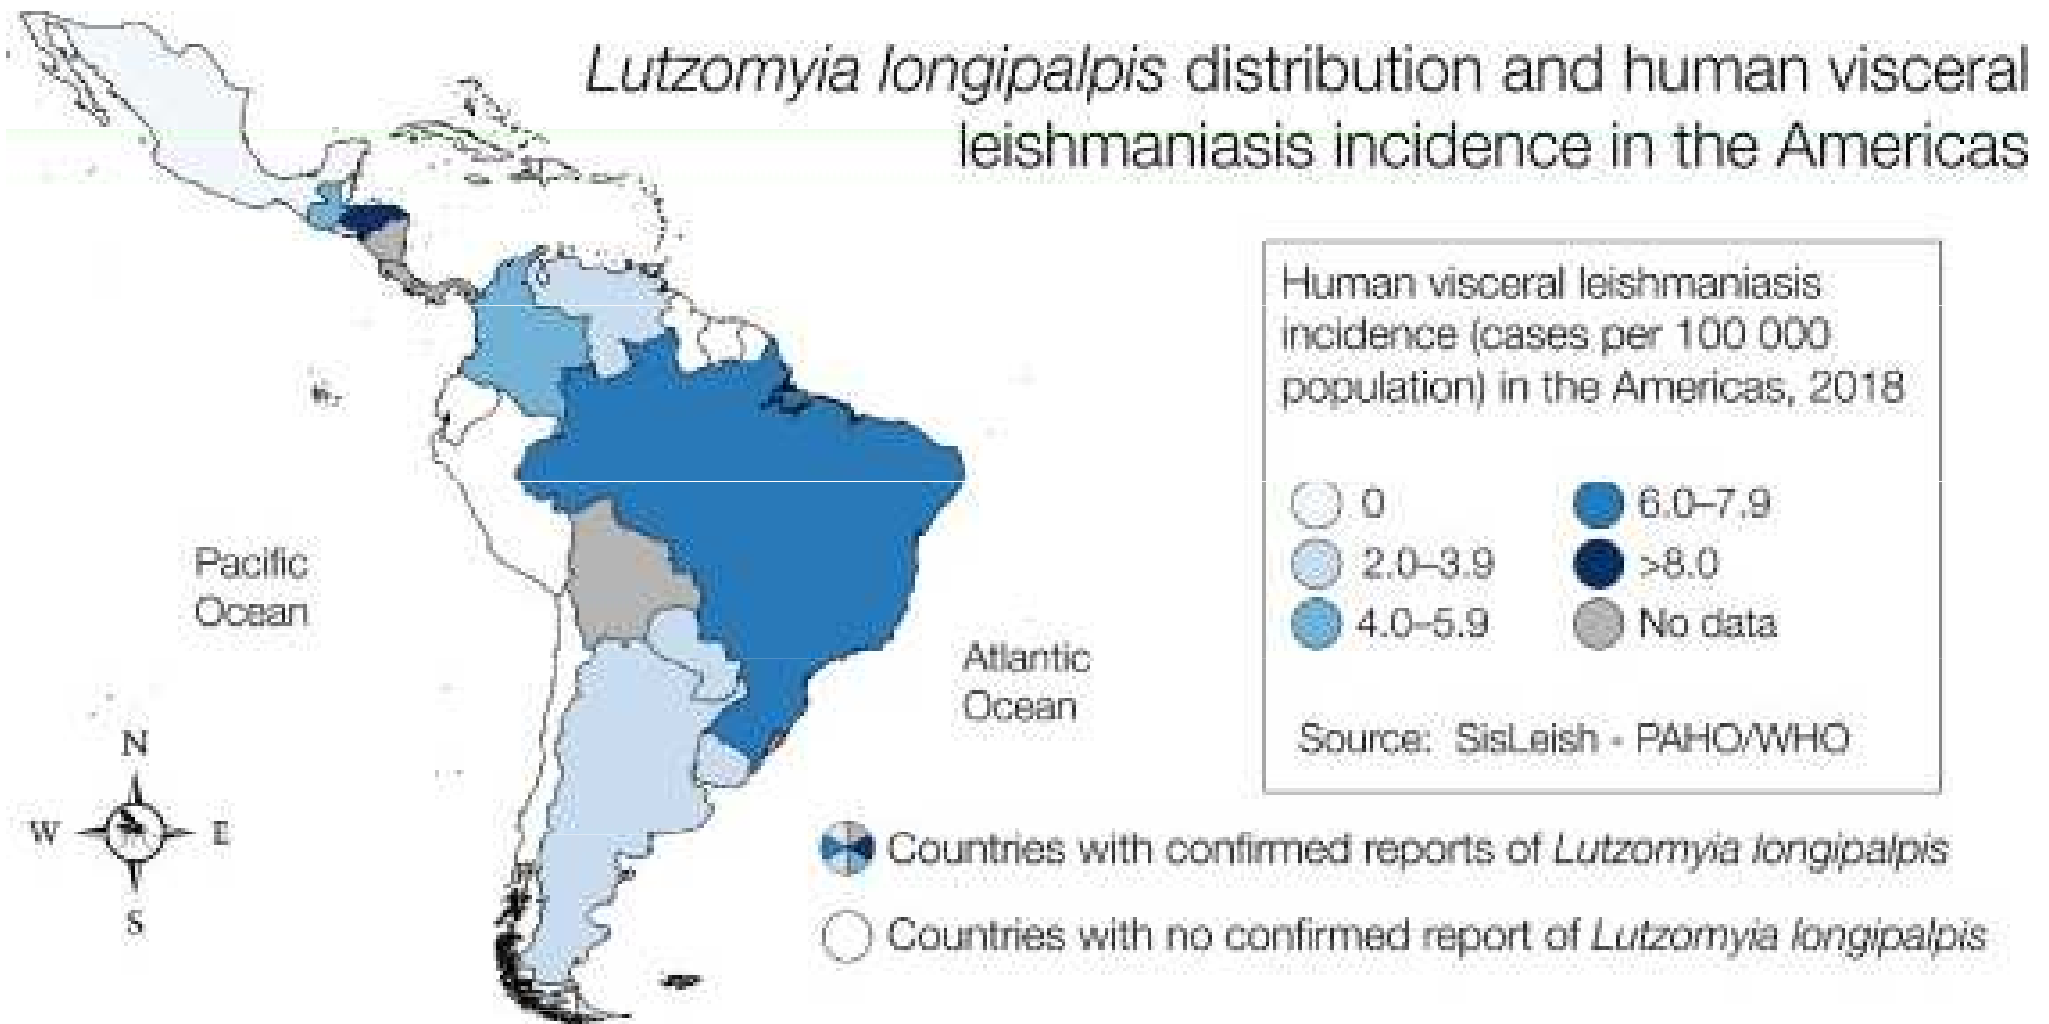 Lutzomyia longipalpis distribution and human visceral
leishmaniasis incidence in the Americas
Human visceral leishmaniasis
incidence (cases per 100 000
population) in the Americas, 2018
0
6.0–7.9
2.0–3.9
>8.0
4.0–5.9
No data
Source: SisLeish - PAHO/WHO
Pacific
Ocean
Atlantic
Ocean
N
W
E
S
Countries with confirmed reports of Lutzomyia longipalpis
Countries with no confirmed report of Lutzomyia longipalpis